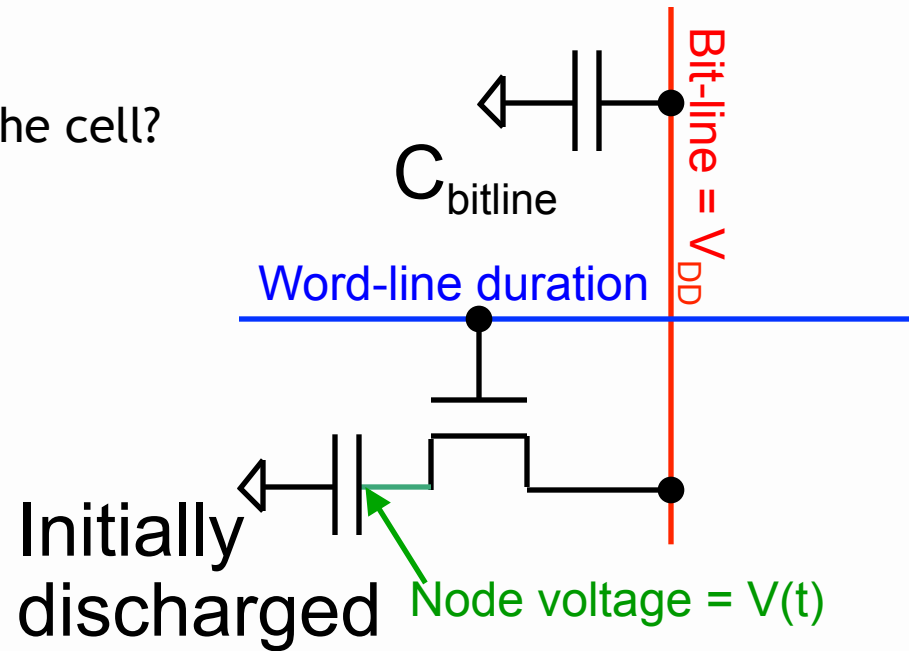 he cell?
C bitline
Bit-line = V DD
Word-line duration
Initially
discharged
Node voltage = V(t)